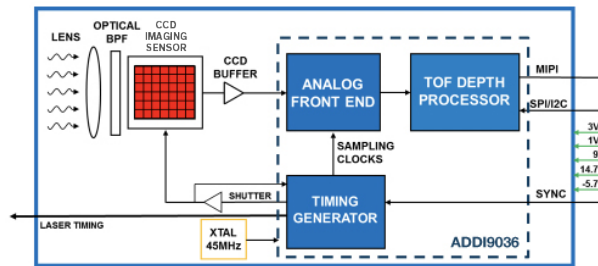 LENS
OPTICAL
BPF
CCD
IMAGING
SENSOR
CCD
BUFFER
ANALOG
FRONT END
TOF DEPTH
PROCESSOR
MIPI
SPI/I2C
3V
1V
9
14.7
-5.7
SAMPLING
CLOCKS
SHUTTER
TIMING
GENERATOR
SYNC
LASER TIMING
XTAL
45MHz
ADDI9036